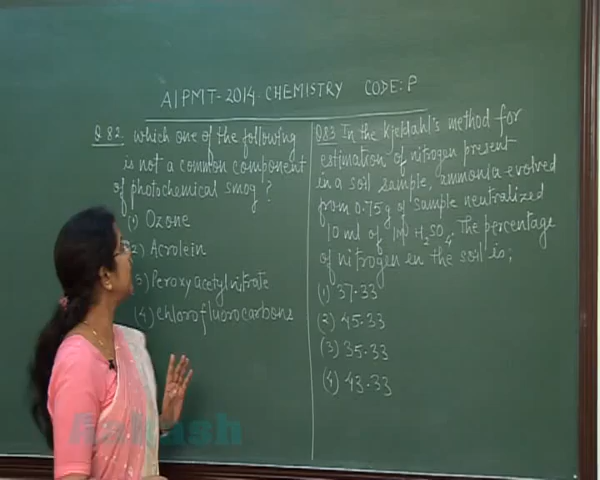 AIPMT-2014 CHEMISTRY CODE:P
Q.82. which one of the following
is not a common component
of photochemical smog?
(1) Ozone
(2) Acrolein
(3) Peroxyacetylnitrate
(4) Chlorofluorocarbons
Q.83 In the Kjeldahl's method for
estimation of nitrogen present
in a soil sample, ammonia evolved
from 0.75g of sample neutralized
10 ml of 1M H2SO4. The percentage
of nitrogen in the soil is;
(1) 37.33
(2) 45.33
(3) 35.33
(4) 43.33
Aakash